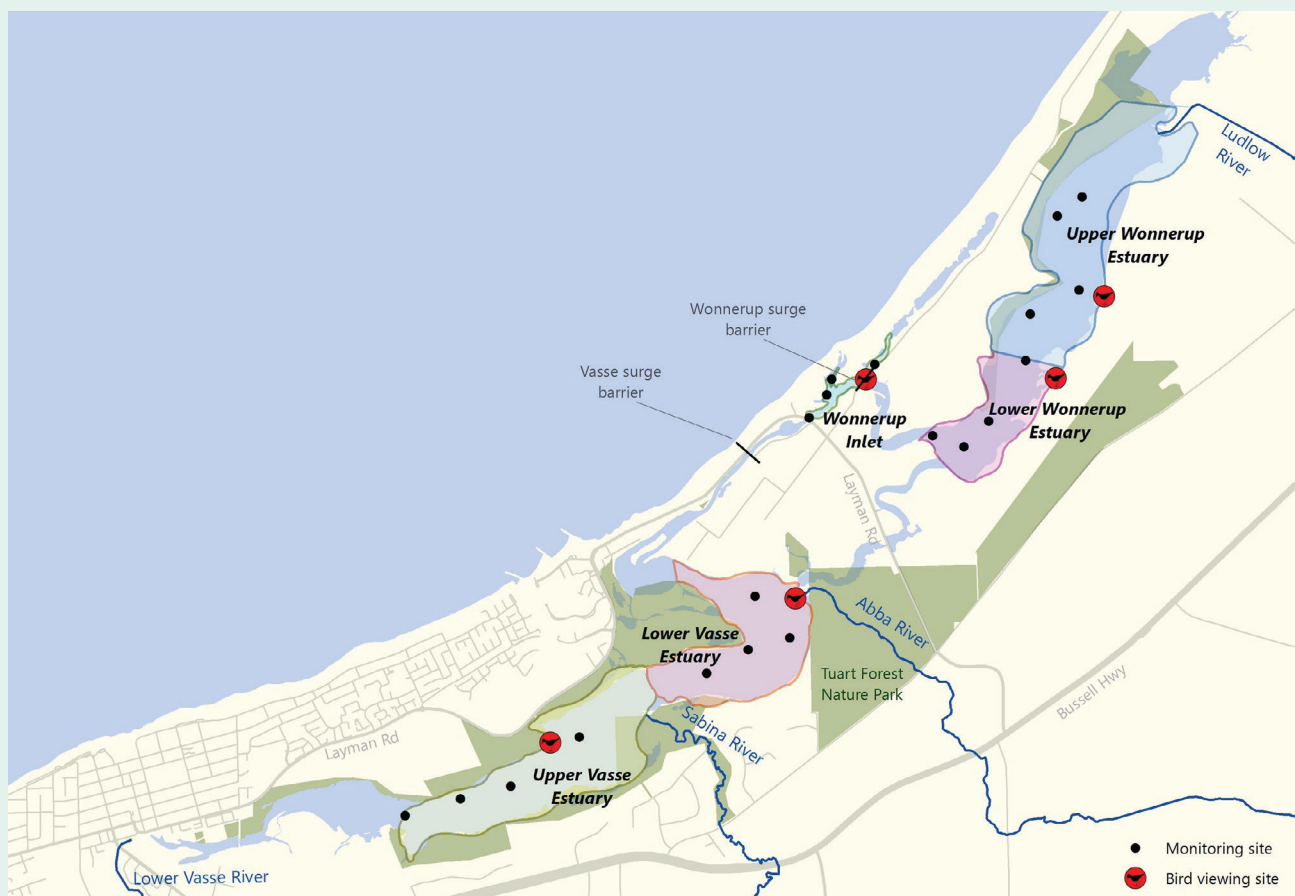 Ludlow
River
Upper Wonnerup
Estuary
Wonnerup surge
barrier
Vasse surge
barrier
Lower Wonnerup
Estuary
Wonnerup
Inlet
Layman Rd
Abba River
Lower Vasse
Estuary
Tuart Forest
Nature Park
Bussell Hwy
Sabina River
Layman Rd
Upper Vasse
Estuary
Lower Vasse River
Monitoring site
Bird viewing site